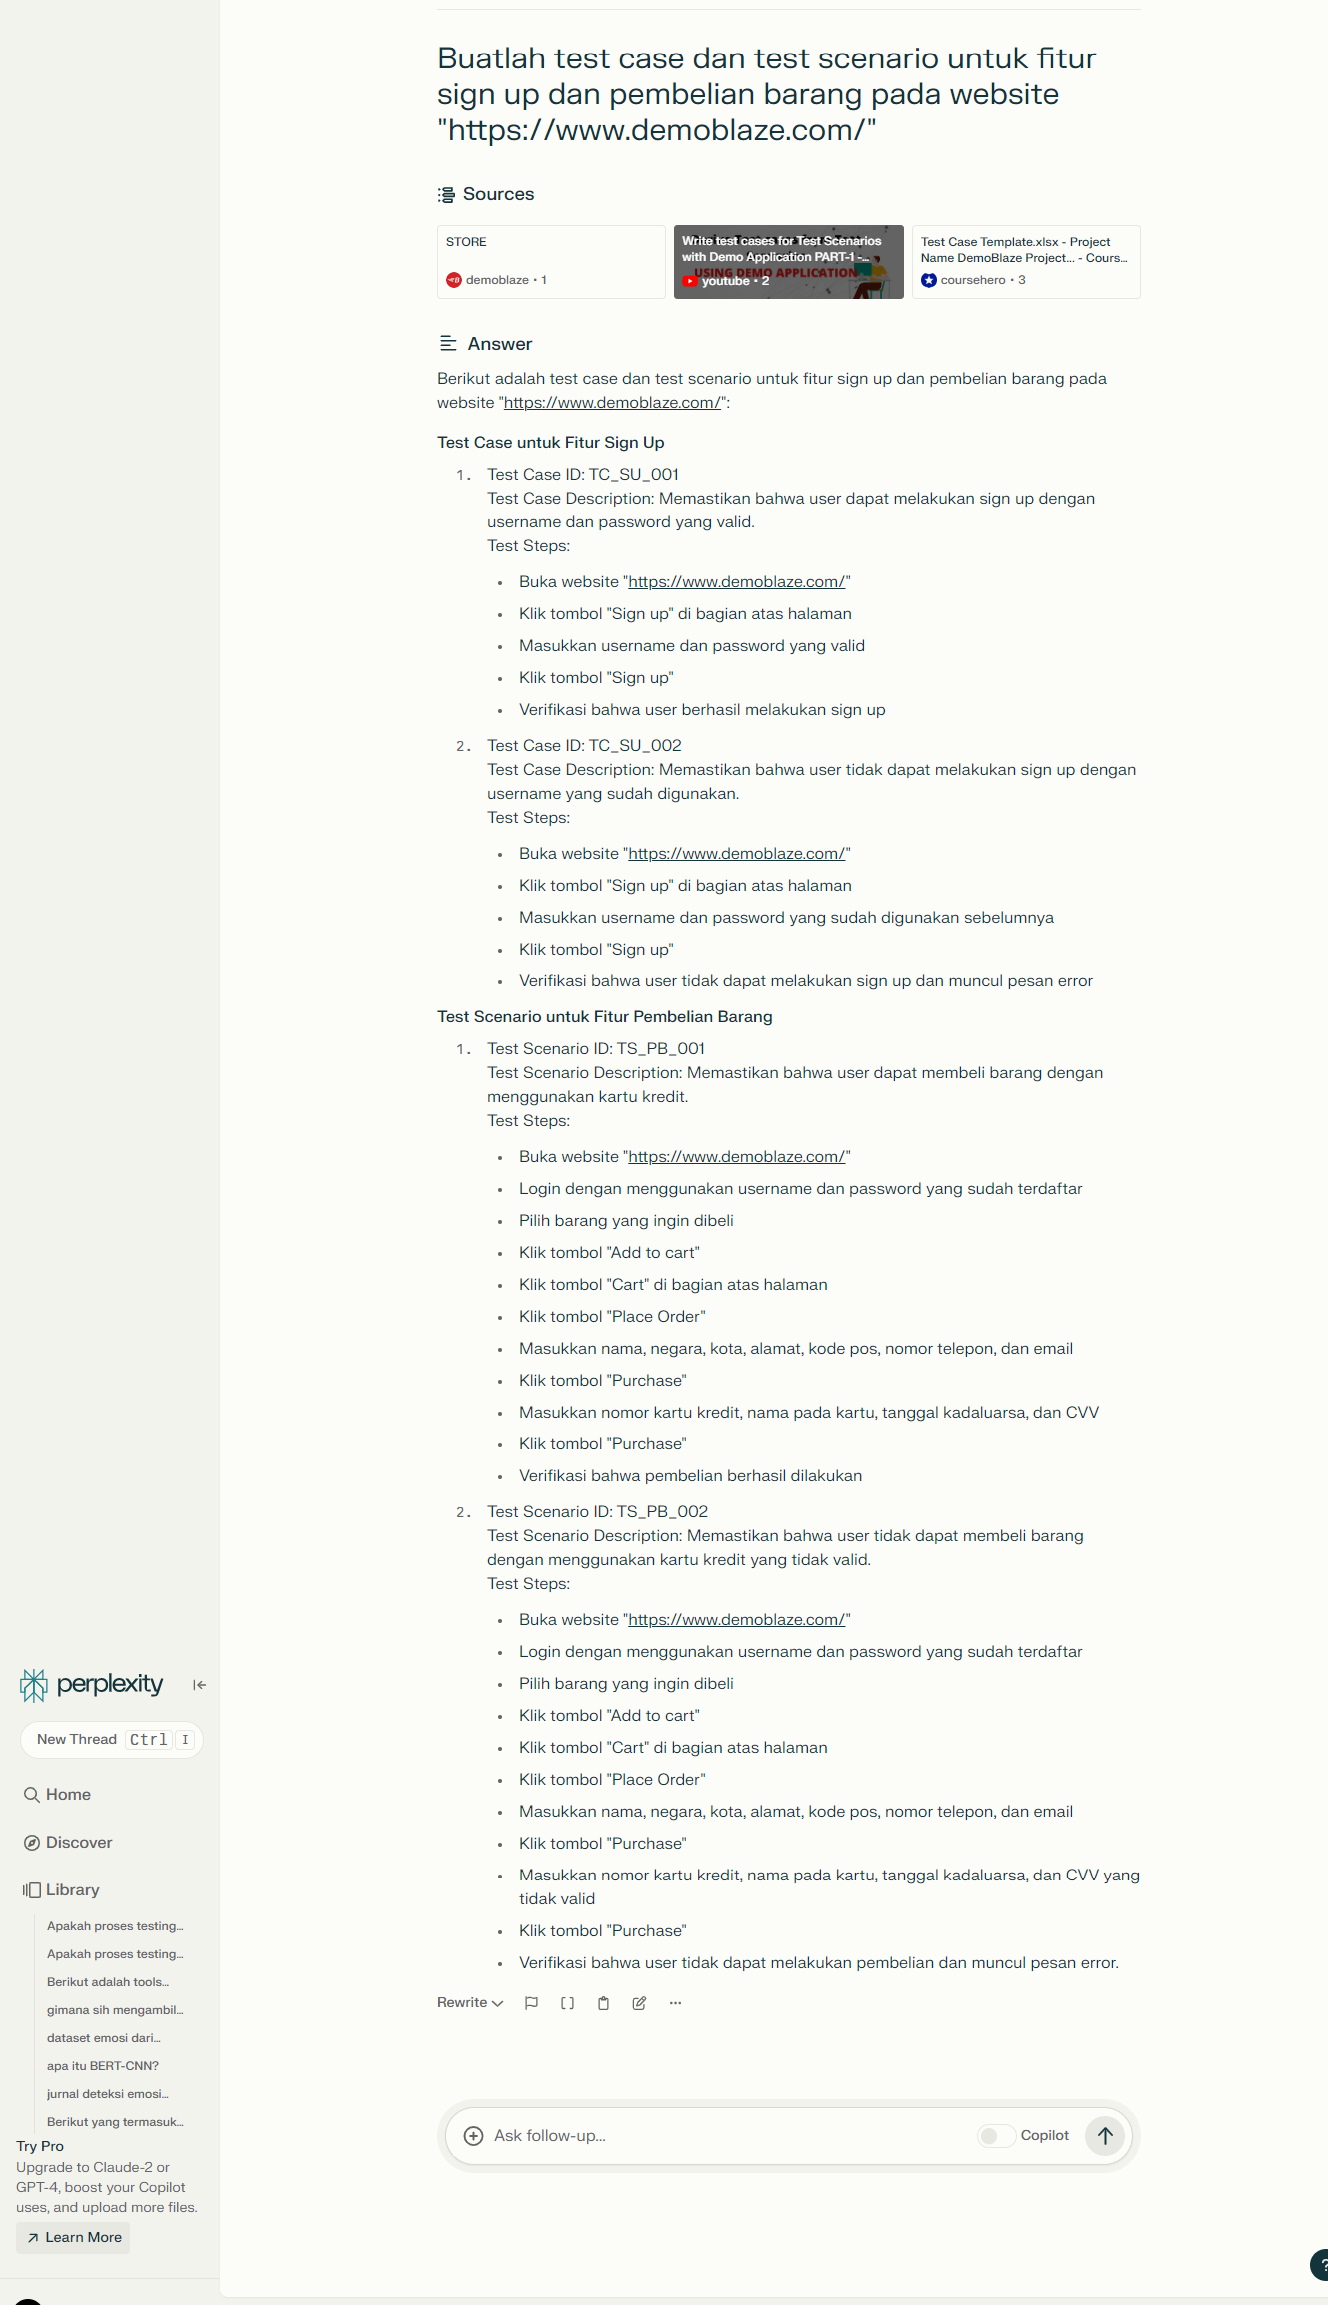 Buatlah test case dan test scenario untuk fitur
sign up dan pembelian barang pada website
"https://www.demoblaze.com/"
Sources
STORE
demoblaze • 1
Write test cases for Test Scenarios
with Demo Application PART-1 -...
USING DEMO APPLICATION
youtube • 2
Test Case Template.xlsx - Project
Name DemoBlaze Project... - Cours...
coursehero • 3
Answer
Berikut adalah test case dan test scenario untuk fitur sign up dan pembelian barang pada
website "https://www.demoblaze.com/":
Test Case untuk Fitur Sign Up
1. Test Case ID: TC_SU_001
Test Case Description: Memastikan bahwa user dapat melakukan sign up dengan
username dan password yang valid.
Test Steps:
• Buka website "https://www.demoblaze.com/"
• Klik tombol "Sign up" di bagian atas halaman
• Masukkan username dan password yang valid
• Klik tombol "Sign up"
• Verifikasi bahwa user berhasil melakukan sign up
2. Test Case ID: TC_SU_002
Test Case Description: Memastikan bahwa user tidak dapat melakukan sign up dengan
username yang sudah digunakan.
Test Steps:
• Buka website "https://www.demoblaze.com/"
• Klik tombol "Sign up" di bagian atas halaman
• Masukkan username dan password yang sudah digunakan sebelumnya
• Klik tombol "Sign up"
• Verifikasi bahwa user tidak dapat melakukan sign up dan muncul pesan error
Test Scenario untuk Fitur Pembelian Barang
1. Test Scenario ID: TS_PB_001
Test Scenario Description: Memastikan bahwa user dapat membeli barang dengan
menggunakan kartu kredit.
Test Steps:
• Buka website "https://www.demoblaze.com/"
• Login dengan menggunakan username dan password yang sudah terdaftar
• Pilih barang yang ingin dibeli
• Klik tombol "Add to cart"
• Klik tombol "Cart" di bagian atas halaman
• Klik tombol "Place Order"
• Masukkan nama, negara, kota, alamat, kode pos, nomor telepon, dan email
• Klik tombol "Purchase"
• Masukkan nomor kartu kredit, nama pada kartu, tanggal kadaluarsa, dan CVV
• Klik tombol "Purchase"
• Verifikasi bahwa pembelian berhasil dilakukan
2. Test Scenario ID: TS_PB_002
Test Scenario Description: Memastikan bahwa user tidak dapat membeli barang
dengan menggunakan kartu kredit yang tidak valid.
Test Steps:
• Buka website "https://www.demoblaze.com/"
• Login dengan menggunakan username dan password yang sudah terdaftar
• Pilih barang yang ingin dibeli
• Klik tombol "Add to cart"
• Klik tombol "Cart" di bagian atas halaman
• Klik tombol "Place Order"
• Masukkan nama, negara, kota, alamat, kode pos, nomor telepon, dan email
• Klik tombol "Purchase"
• Masukkan nomor kartu kredit, nama pada kartu, tanggal kadaluarsa, dan CVV yang
tidak valid
• Klik tombol "Purchase"
• Verifikasi bahwa user tidak dapat melakukan pembelian dan muncul pesan error.
Rewrite
Ask follow-up...
Copilot
perplexity
New Thread Ctrl I
Home
Discover
Library
Apakah proses testing...
Apakah proses testing...
Berikut adalah tools...
gimana sih mengambil...
dataset emosi dari...
apa itu BERT-CNN?
jurnal deteksi emosi...
Berikut yang termasuk...
Try Pro
Upgrade to Claude-2 or
GPT-4, boost your Copilot
uses, and upload more files.
Learn More
?